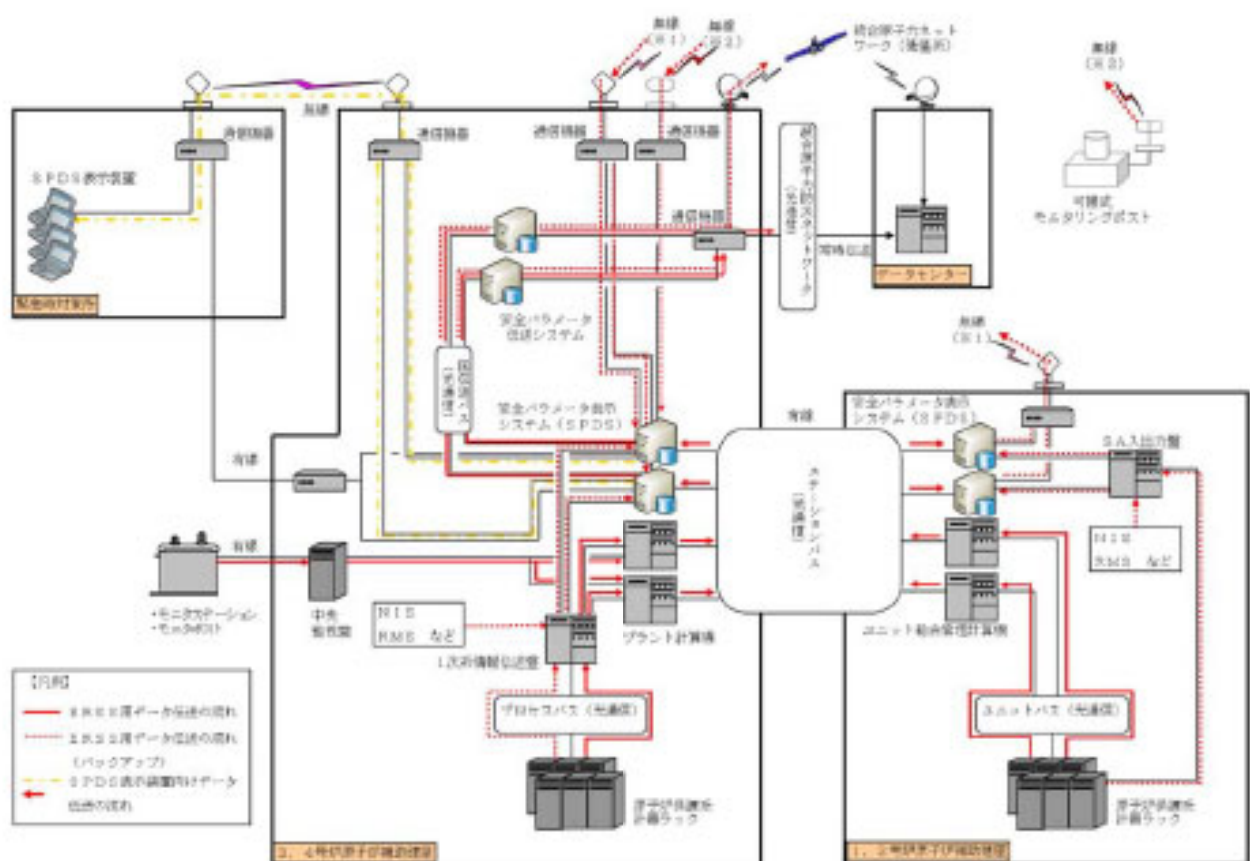 無線
(※1)
無線
(※2)
統合原子力ネット
ワーク(衛星系)
無線
(※2)
無線
通信機器
通信機器
通信機器
通信機器
SPDS表示装置
可搬式
モニタリングポスト
通信機器
統合原子力防災ネットワーク
(光通信)
常時伝送
データセンター
緊急時対策所
安全パラメータ
伝送システム
無線
(※1)
(光通信)
安全パラメータ表示
システム(SPDS)
有線
安全パラメータ表示
システム(SPDS)
SA入出力盤
有線
ステーションバス
(光通信)
NIS
RMS など
有線
・モニタステーション
・モニタポスト
中央
監視盤
NIS
RMS など
プラント計算機
ユニット総合管理計算機
1次系情報伝送盤
【凡例】
ERSS用データ伝送の流れ
ERSS用データ伝送の流れ
(バックアップ)
SPDS表示装置向けデータ
伝送の流れ
プロセスバス(光通信)
ユニットバス(光通信)
原子炉保護系
計器ラック
原子炉保護系
計器ラック
3,4号炉原子炉補助建屋
1,2号炉原子炉補助建屋